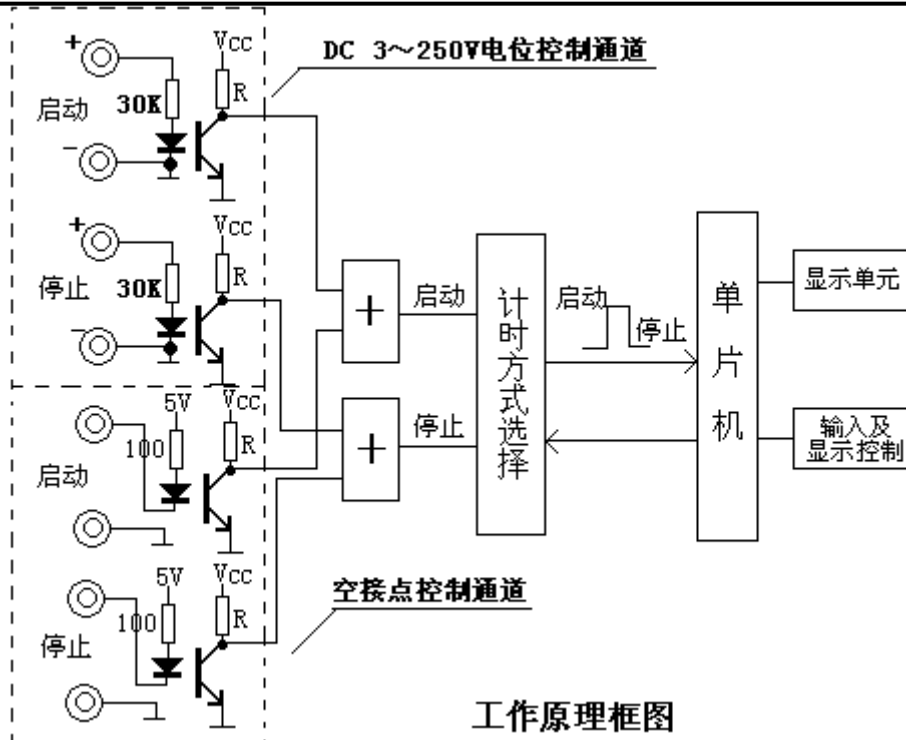 DC 3～250V电位控制通道
+
启动
30K
VCC
R
−
+
停止
30K
VCC
R
−
+
启动
计时方式选择
启动
停止
单片机
显示单元
+
停止
输入及
显示控制
5V
VCC
100
R
启动
5V
VCC
100
R
停止
空接点控制通道
工作原理框图